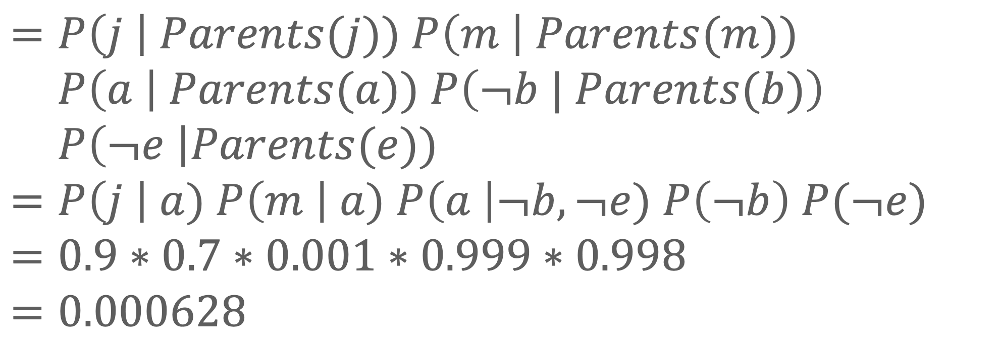 = P(j | Parents(j)) P(m | Parents(m))
P(a | Parents(a)) P(¬b | Parents(b))
P(¬e |Parents(e))
= P(j | a) P(m | a) P(a |¬b, ¬e) P(¬b) P(¬e)
= 0.9 ∗ 0.7 ∗ 0.001 ∗ 0.999 ∗ 0.998
= 0.000628